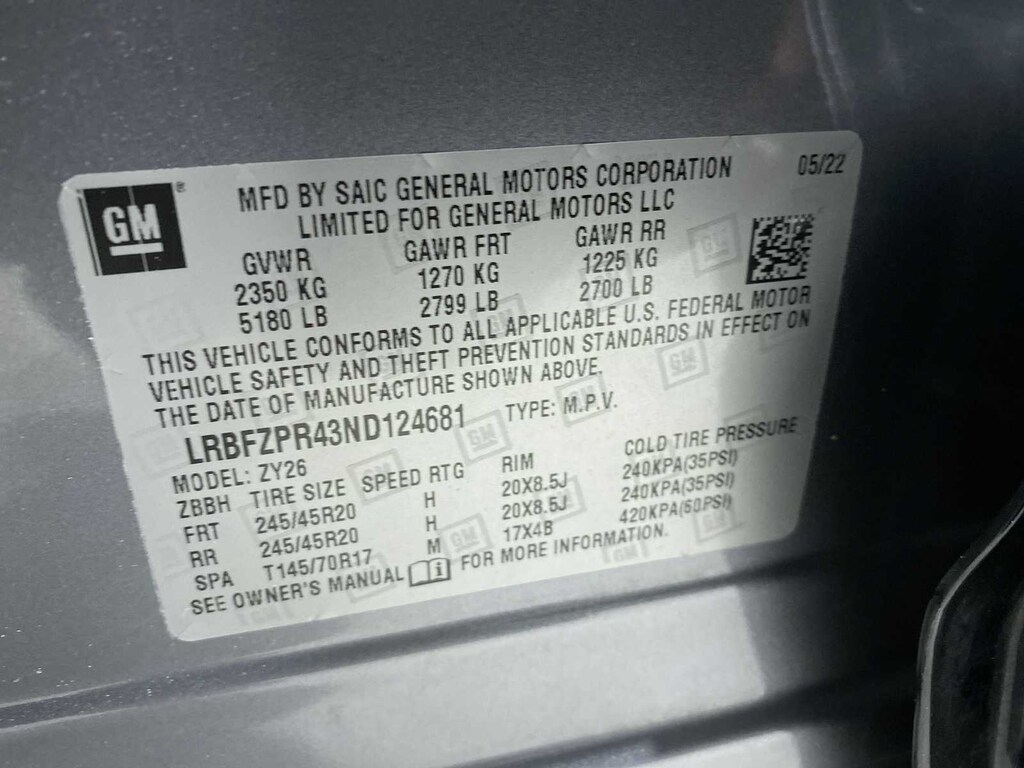 GM®
MFD BY SAIC GENERAL MOTORS CORPORATION 05/22
LIMITED FOR GENERAL MOTORS LLC
GVWR GAWR FRT GAWR RR
2350 KG 1270 KG 1225 KG
5180 LB 2799 LB 2700 LB
THIS VEHICLE CONFORMS TO ALL APPLICABLE U.S. FEDERAL MOTOR
VEHICLE SAFETY AND THEFT PREVENTION STANDARDS IN EFFECT ON
THE DATE OF MANUFACTURE SHOWN ABOVE.
LRBFZPR43ND124681 TYPE: M.P.V.
MODEL: ZY26
ZBBH TIRE SIZE SPEED RTG RIM COLD TIRE PRESSURE
FRT 245/45R20 H 20X8.5J 240KPA(35PSI)
RR 245/45R20 H 20X8.5J 240KPA(35PSI)
SPA T145/70R17 M 17X4B 420KPA(60PSI)
SEE OWNER'S MANUAL i FOR MORE INFORMATION.